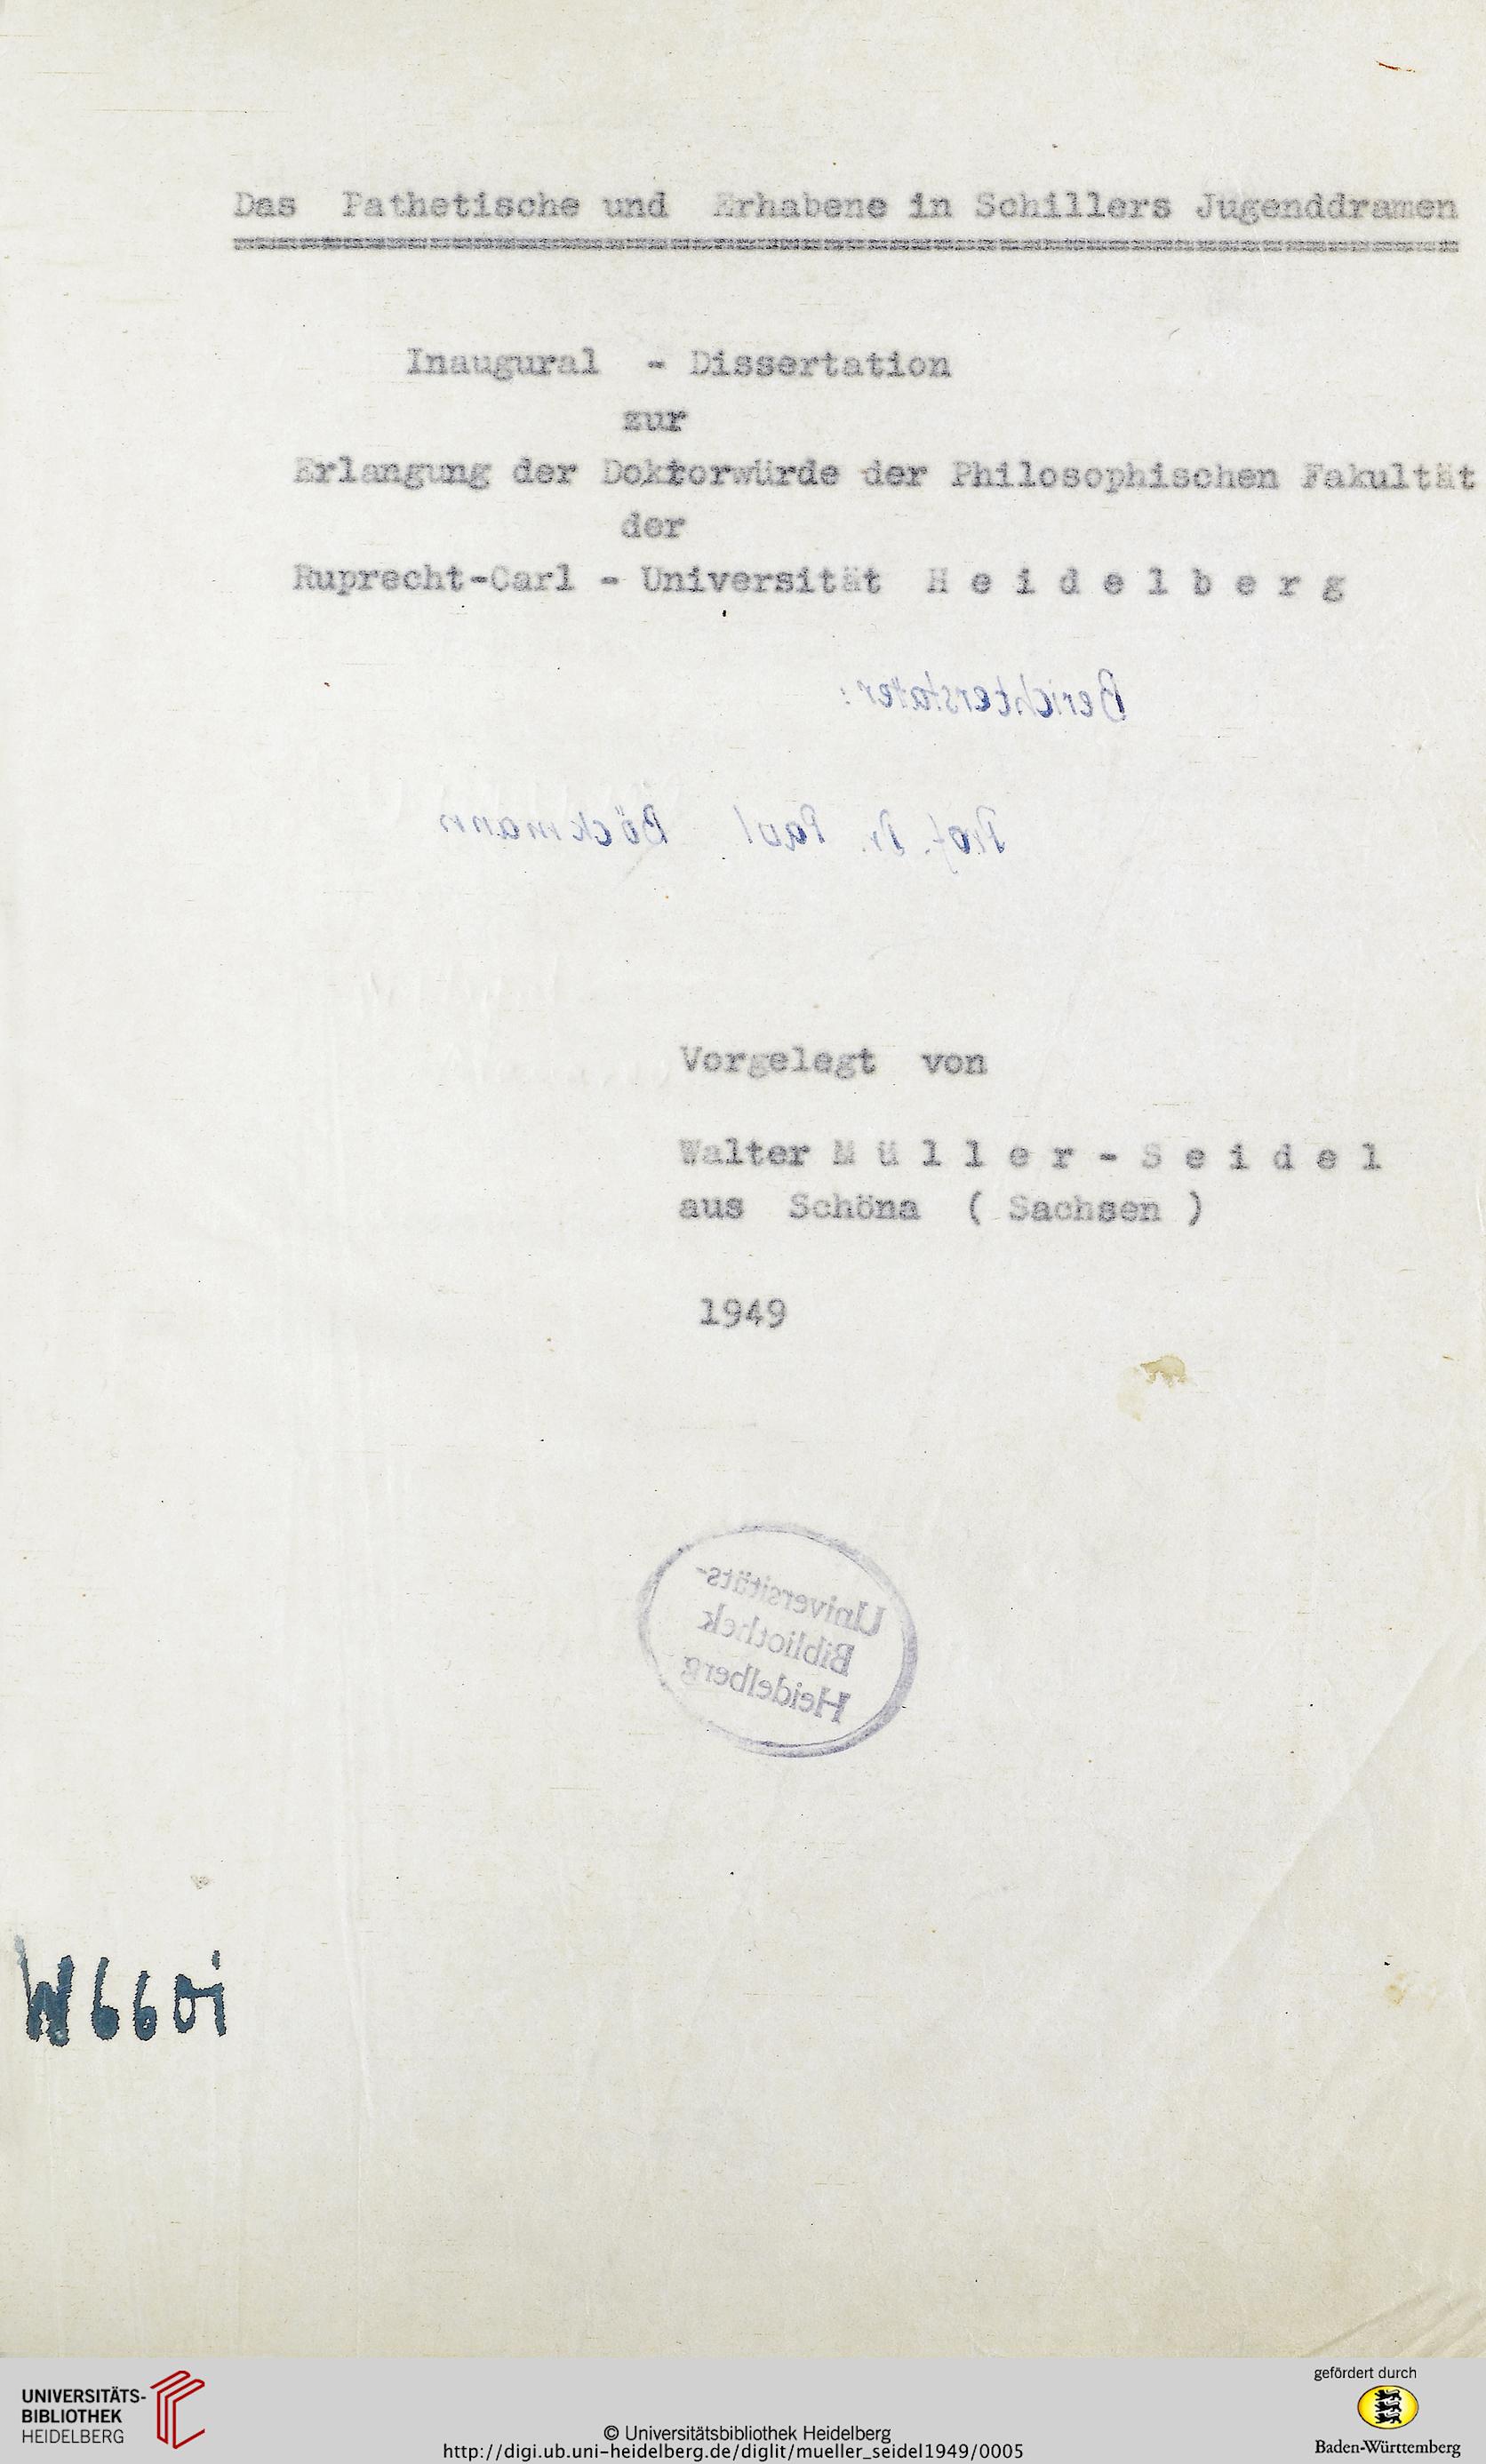 Das Pathetische und Erhabene in Schillers Jugenddramen
Inaugural - Dissertation
zur
Erlangung der Doktorwürde der Philosophischen Fakultät
der
Ruprecht-Carl - Universität H e i d e l b e r g
Berichterstatter:
Prof. Dr. Paul Böckmann
Vorgelegt von
Walter M ü l l e r - S e i d e l
aus Schöna ( Sachsen )
1949
Universitäts-
Bibliothek
Heidelberg
W660i
UNIVERSITÄTS-
BIBLIOTHEK
HEIDELBERG
© Universitätsbibliothek Heidelberg
http://digi.ub.uni-heidelberg.de/diglit/mueller_seidel1949/0005
gefördert durch
Baden-Württemberg